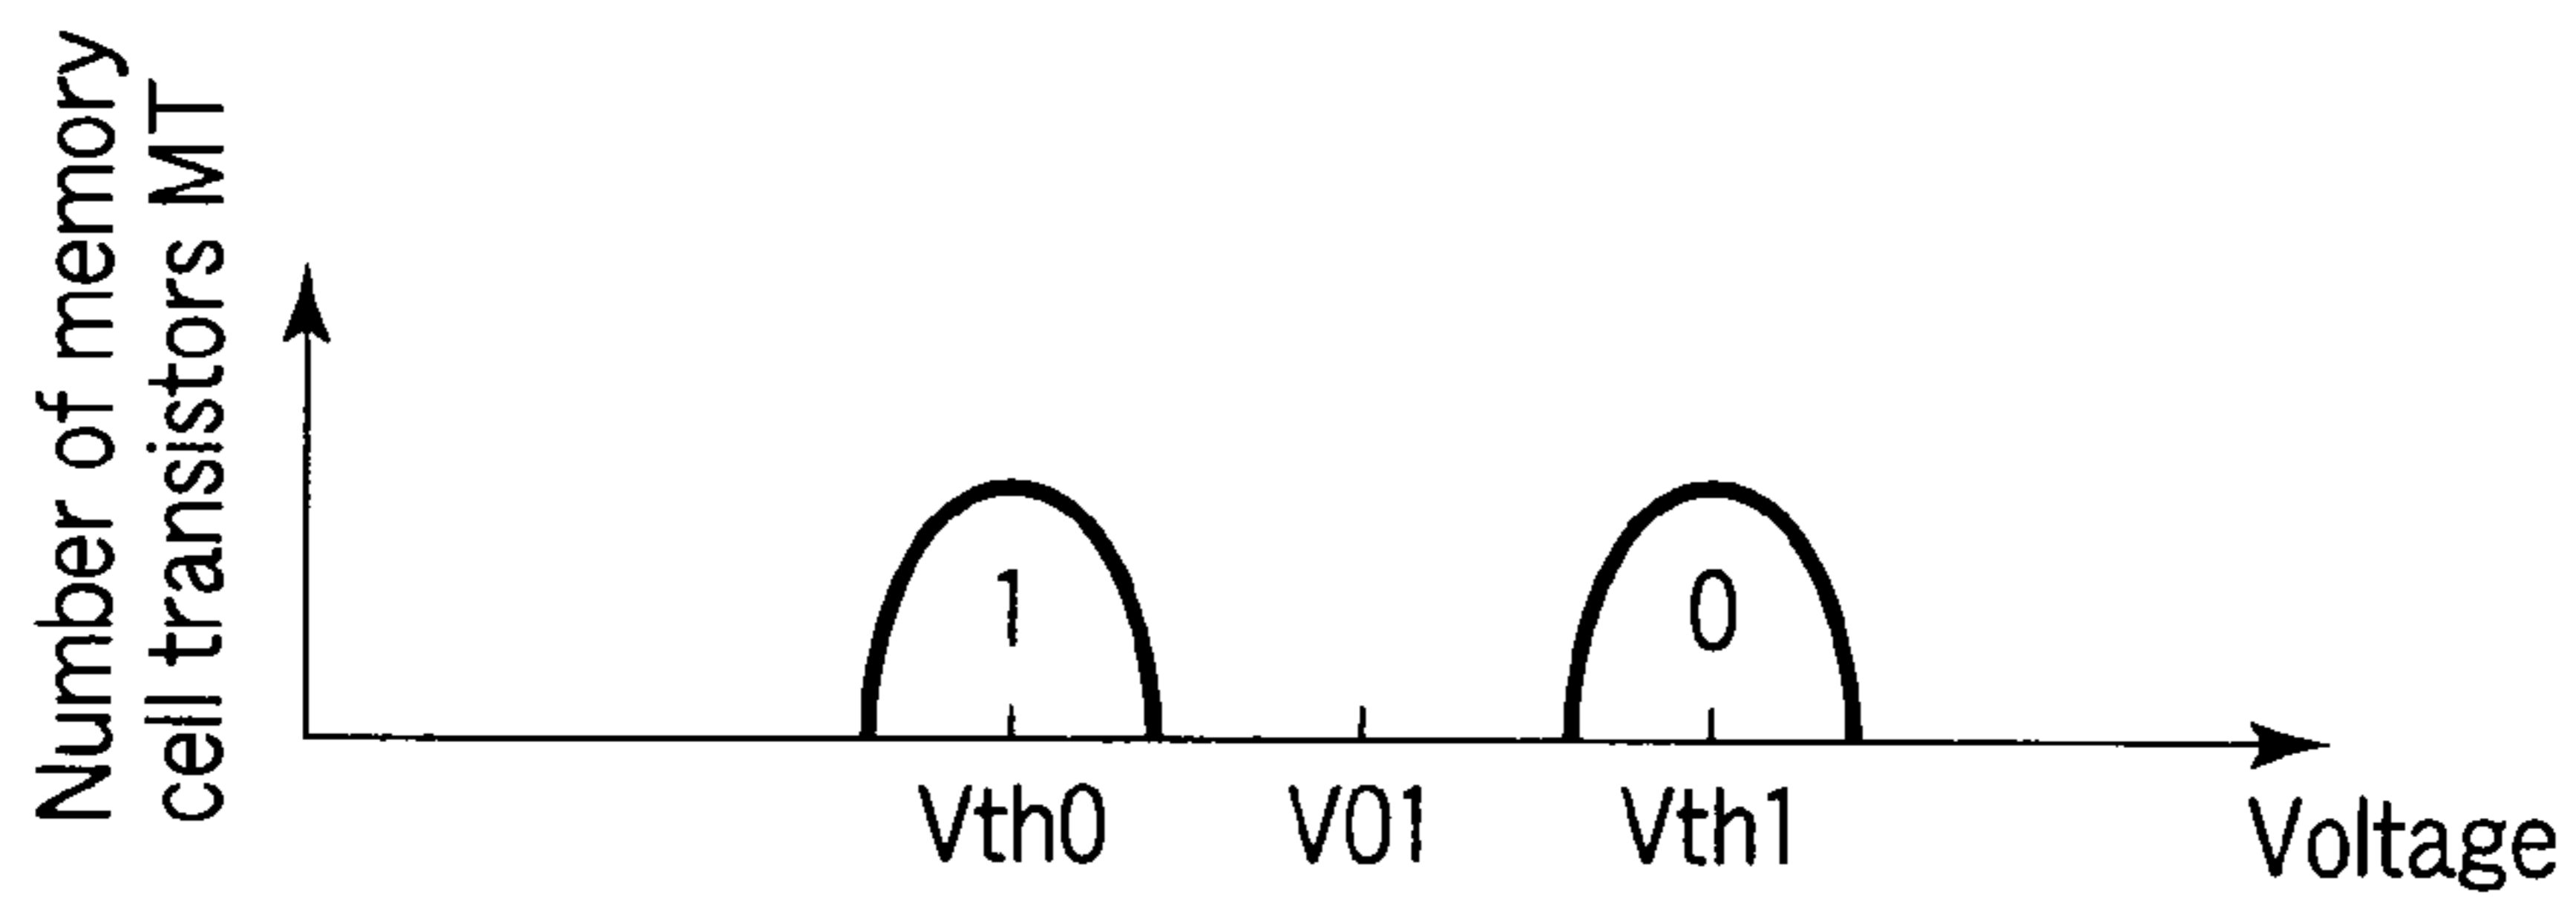 Number of memory
cell transistors MT
1
0
Vth0
V01
Vth1
Voltage